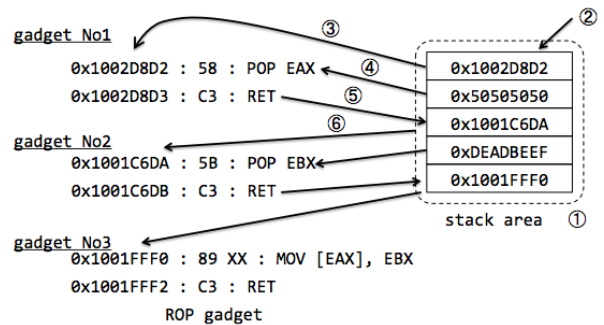 gadget No1
③
②
0x1002D8D2 : 58 : POP EAX
④
0x1002D8D2
0x1002D8D3 : C3 : RET
⑤
0x50505050
⑥
0x1001C6DA
gadget No2
0x1001C6DA : 5B : POP EBX
0xDEADBEEF
0x1001C6DB : C3 : RET
0x1001FFF0
stack area
①
gadget No3
0x1001FFF0 : 89 XX : MOV [EAX], EBX
0x1001FFF2 : C3 : RET
ROP gadget